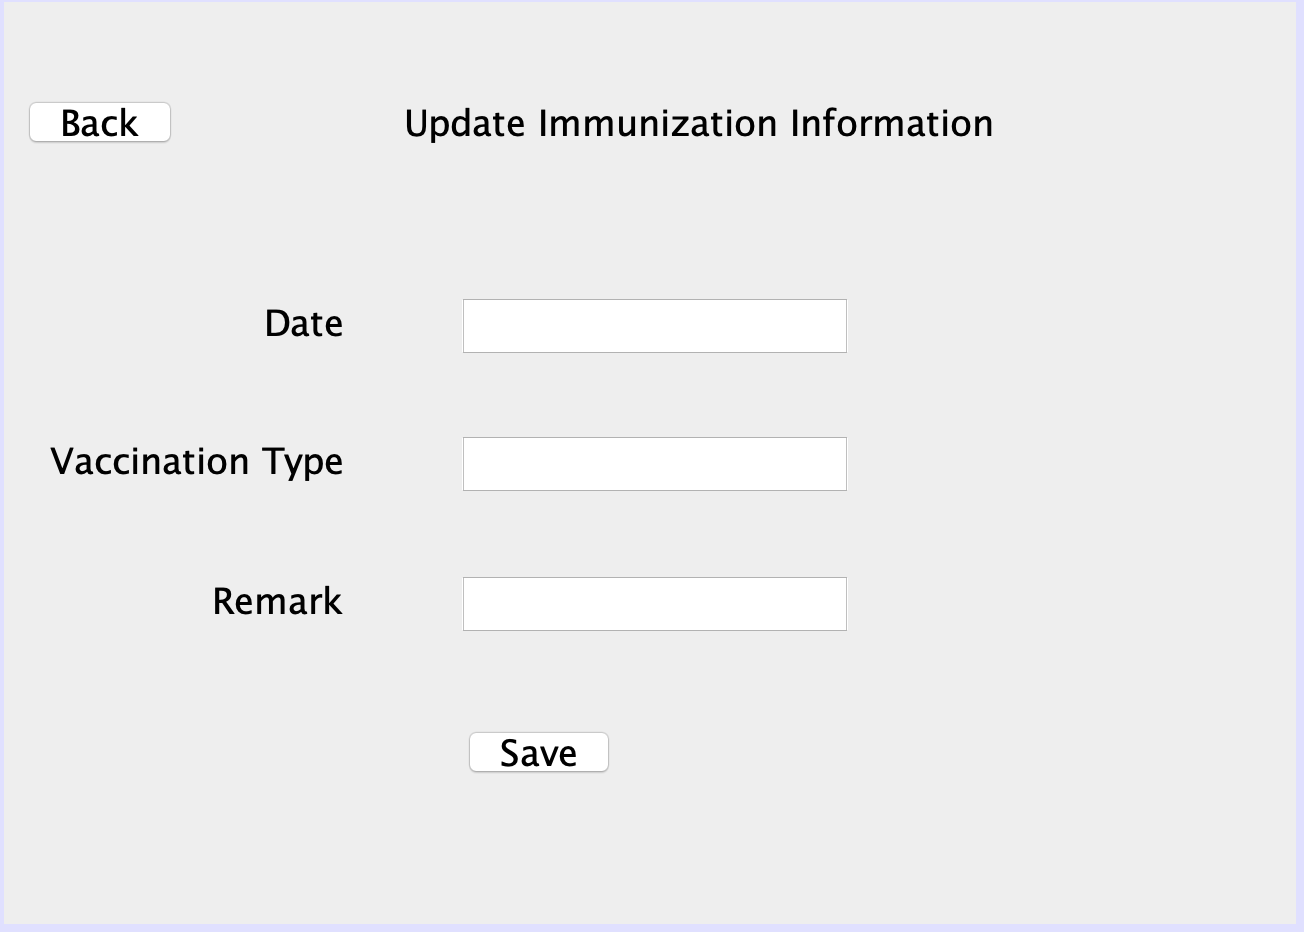 Back
Update Immunization Information
Date
Vaccination Type
Remark
Save